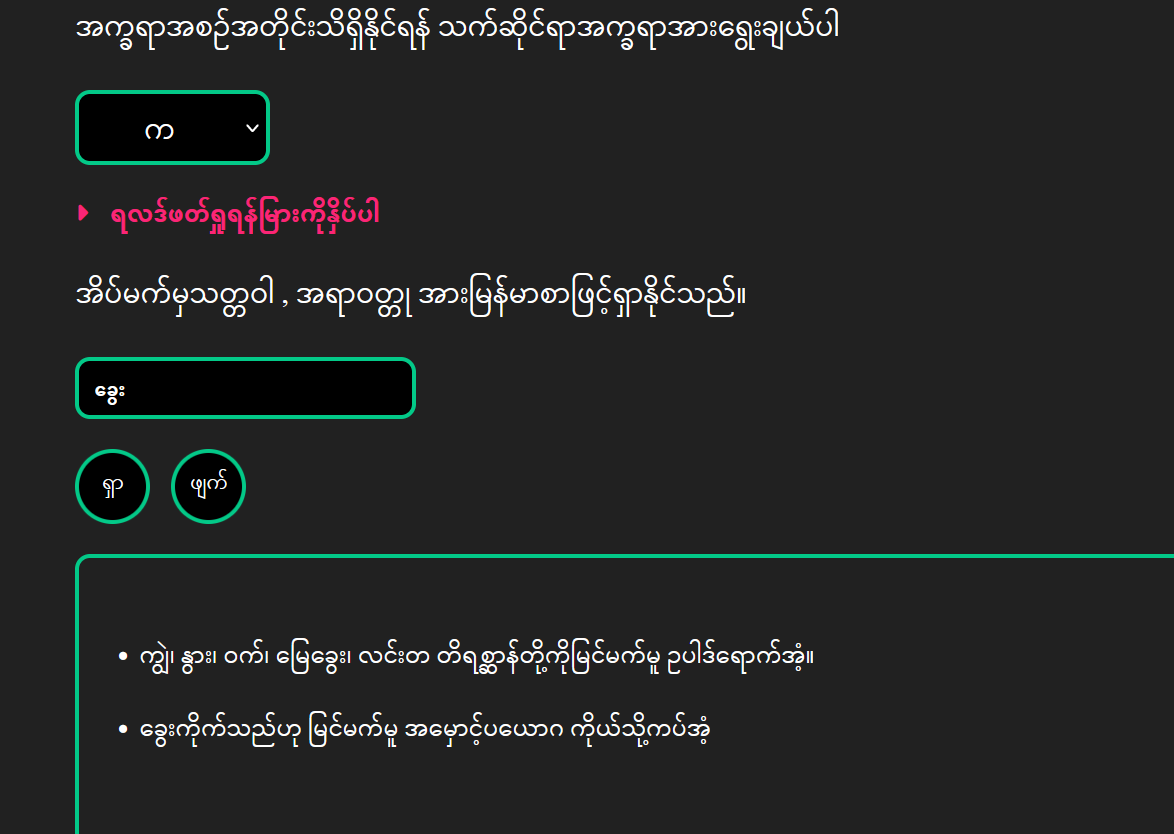 အက္ခရာအစဉ်အတိုင်းသိရှိနိုင်ရန် သက်ဆိုင်ရာအက္ခရာအားရွေးချယ်ပါ
က
ရလဒ်ဖတ်ရှုရန်မြားကိုနှိပ်ပါ
အိပ်မက်မှသတ္တဝါ , အရာဝတ္တု အားမြန်မာစာဖြင့်ရှာနိုင်သည်။
ခွေး
ရှာ ဖျက်
ကျွဲ၊ နွား၊ ဝက်၊ မြေခွေး၊ လင်းတ တိရစ္ဆာန်တို့ကိုမြင်မက်မူ ဥပါဒ်ရောက်အံ့။
ခွေးကိုက်သည်ဟု မြင်မက်မူ အမှောင့်ပယောဂ ကိုယ်သို့ကပ်အံ့